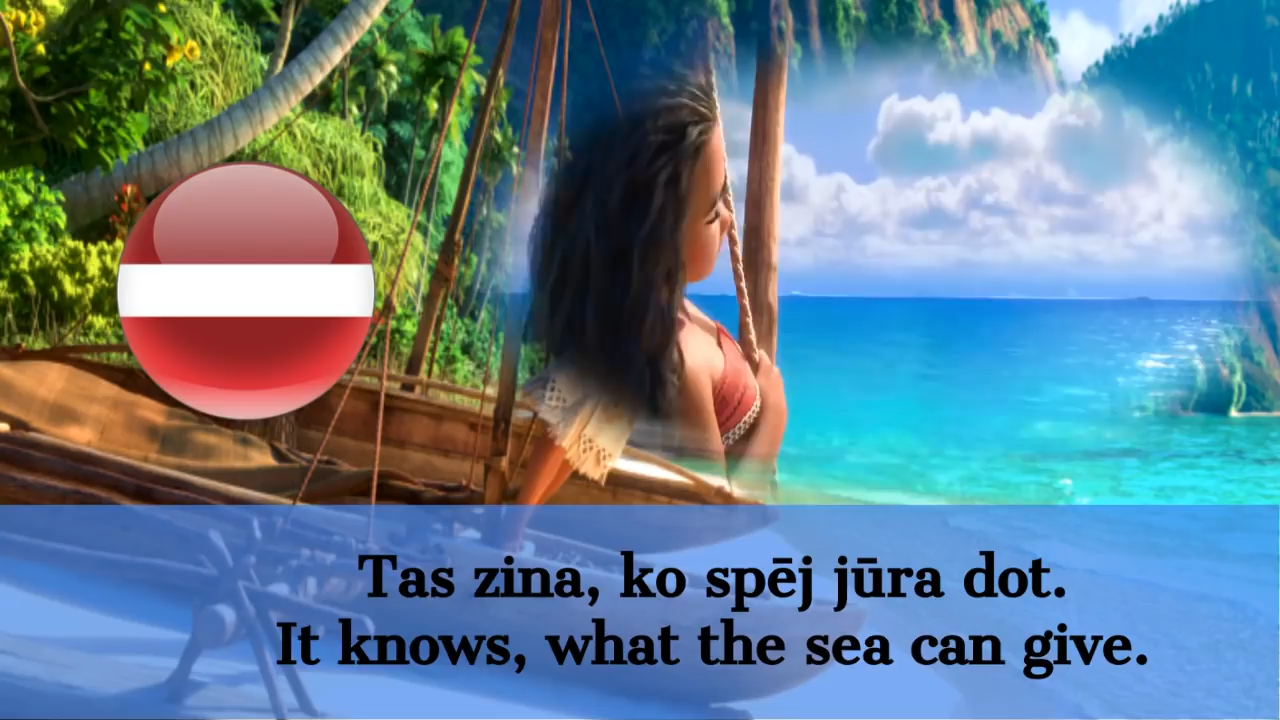 Tas zina, ko spēj jūra dot.
It knows, what the sea can give.